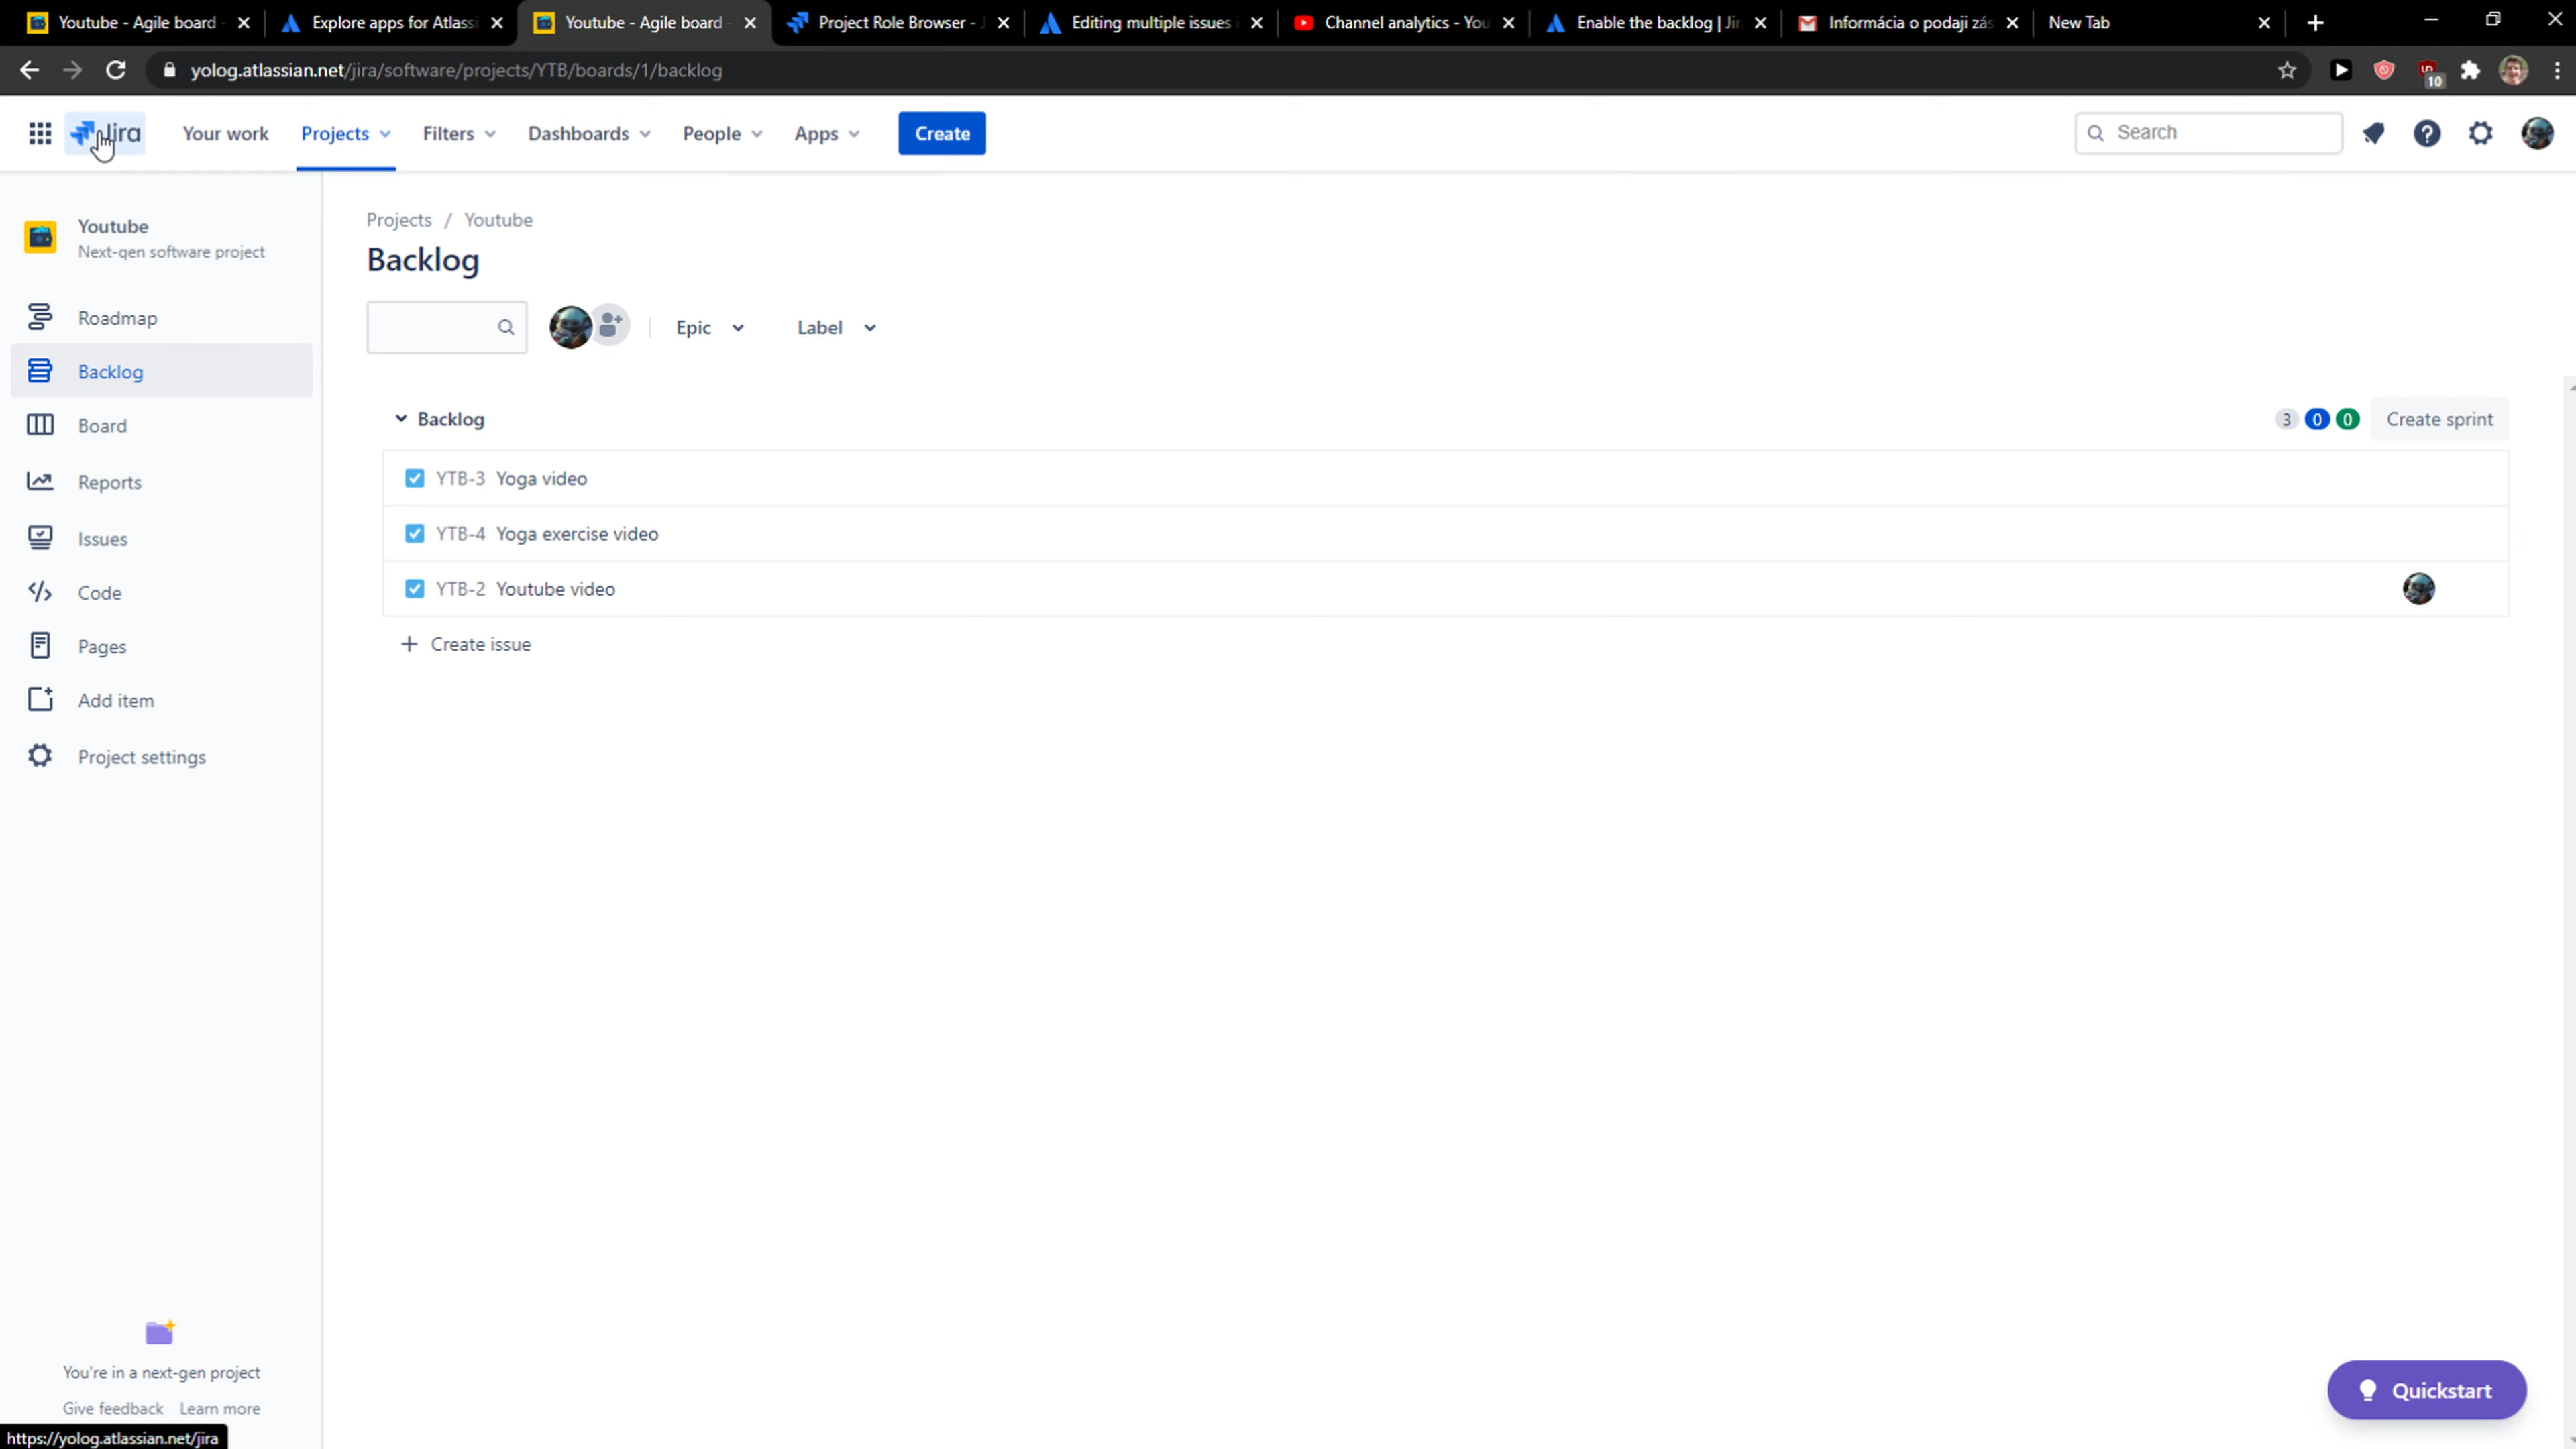 Youtube - Agile board -
Explore apps for Atlassi
Youtube - Agile board -
Project Role Browser - J
Editing multiple issues i
Channel analytics - You
Enable the backlog | Jir
Informácia o podaji zás
New Tab
yolog.atlassian.net/jira/software/projects/YTB/boards/1/backlog
10
Jira
Your work
Projects
Filters
Dashboards
People
Apps
Create
Search
Youtube
Next-gen software project
Roadmap
Backlog
Board
Reports
Issues
Code
Pages
Add item
Project settings
Projects / Youtube
Backlog
Epic
Label
Backlog
3 0 0
Create sprint
YTB-3 Yoga video
YTB-4 Yoga exercise video
YTB-2 Youtube video
Create issue
You're in a next-gen project
Give feedback Learn more
Quickstart
https://yolog.atlassian.net/jira